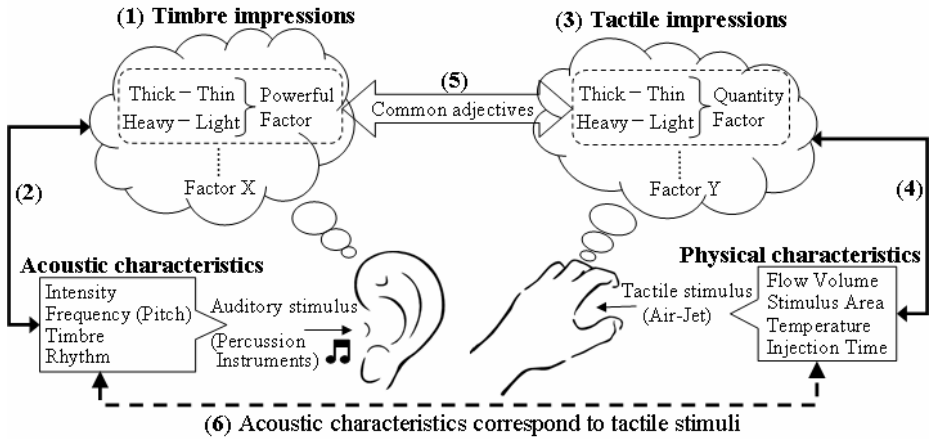 (1) Timbre impressions
Thick — Thin
Heavy — Light
Powerful
Factor
Factor X
(3) Tactile impressions
Thick — Thin
Heavy — Light
Quantity
Factor
Factor Y
(5)
Common adjectives
(2)
(4)
Acoustic characteristics
Intensity
Frequency (Pitch)
Timbre
Rhythm
Auditory stimulus
(Percussion
Instruments)
Tactile stimulus
(Air-Jet)
Physical characteristics
Flow Volume
Stimulus Area
Temperature
Injection Time
(6) Acoustic characteristics correspond to tactile stimuli